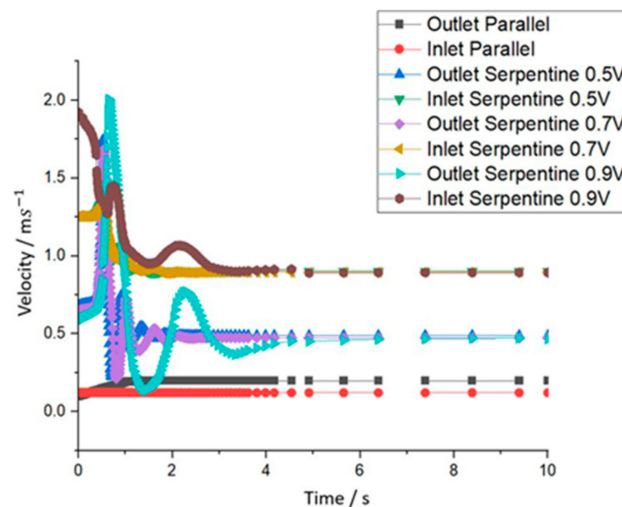 Outlet Parallel
Inlet Parallel
Outlet Serpentine 0.5V
Inlet Serpentine 0.5V
Outlet Serpentine 0.7V
Inlet Serpentine 0.7V
Outlet Serpentine 0.9V
Inlet Serpentine 0.9V
Velocity / ms⁻¹
2.0
1.5
1.0
0.5
0.0
0 2 4 6 8 10
Time / s